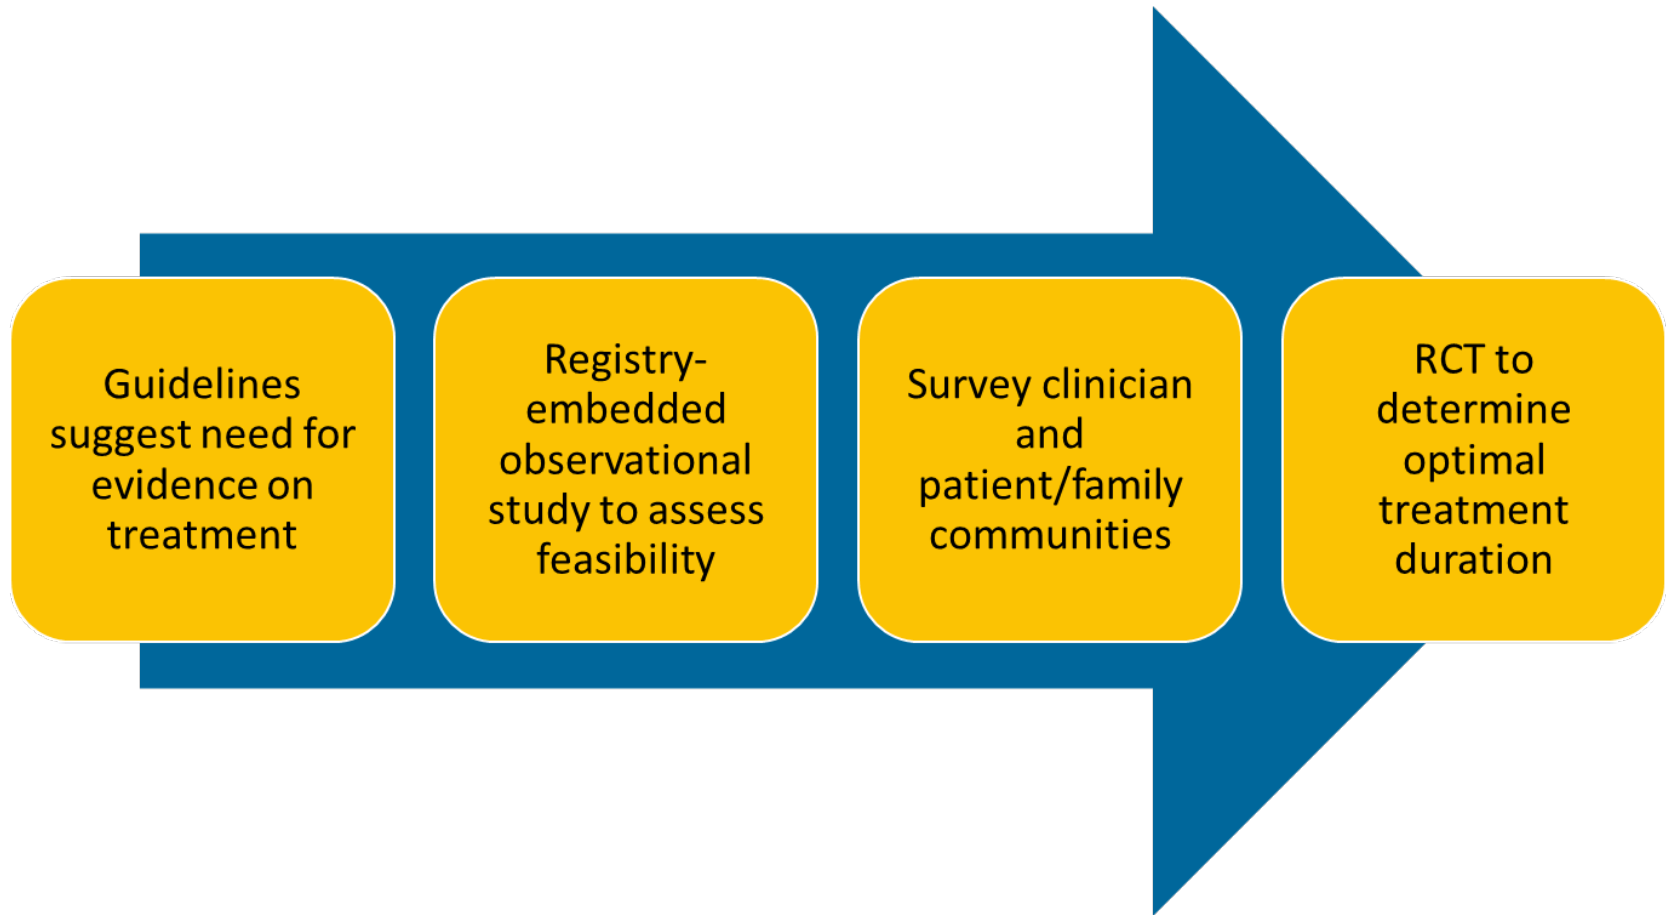 Guidelines
suggest need for
evidence on
treatment
Registry-
embedded
observational
study to assess
feasibility
Survey clinician
and
patient/family
communities
RCT to
determine
optimal
treatment
duration